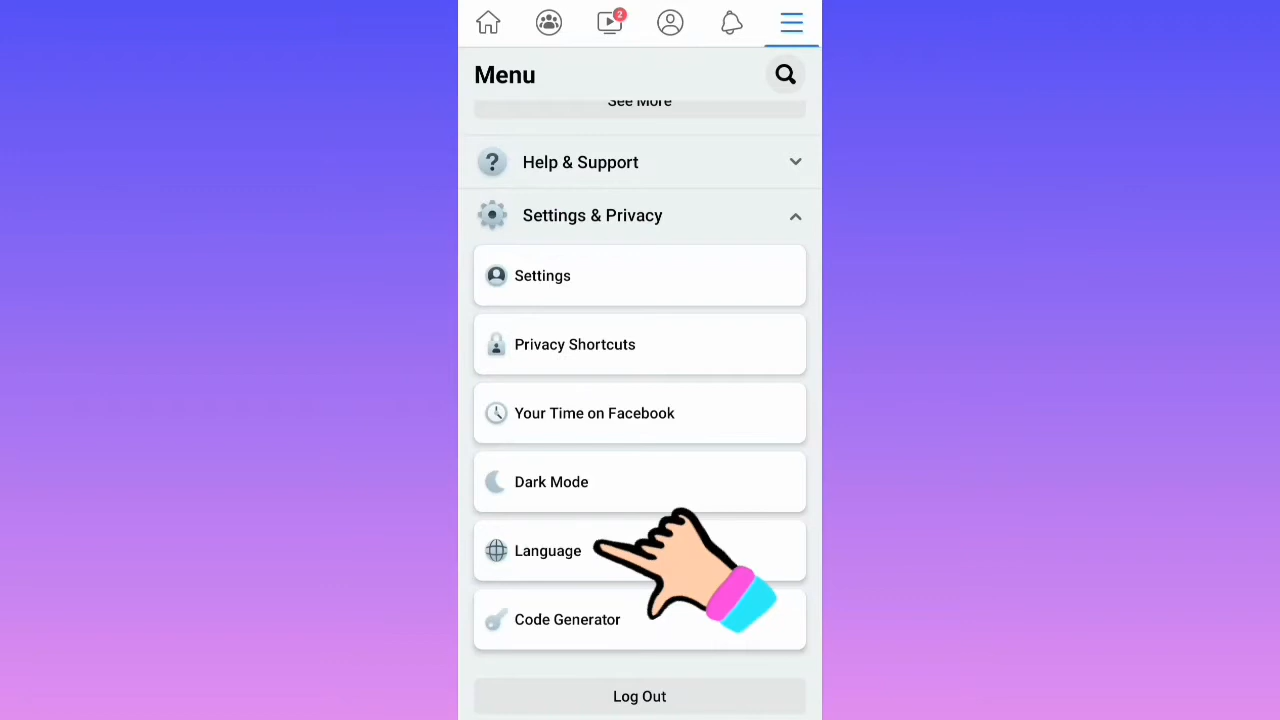 2
Menu
See More
Help & Support
Settings & Privacy
Settings
Privacy Shortcuts
Your Time on Facebook
Dark Mode
Language
Code Generator
Log Out